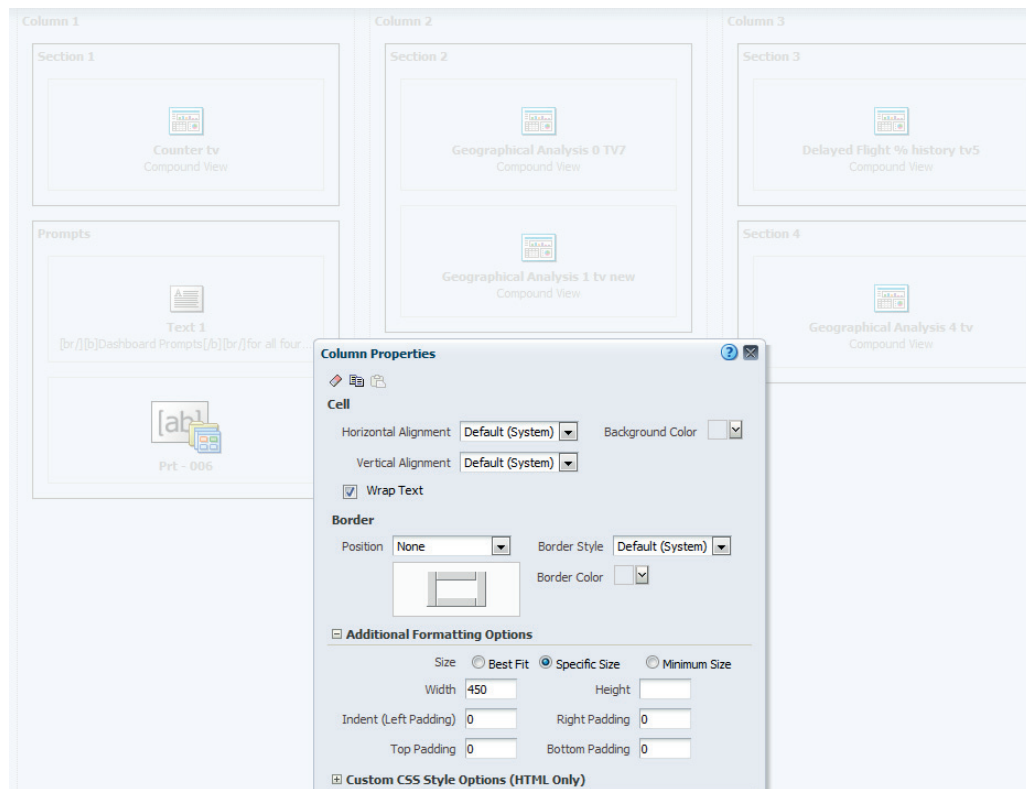 Column 1
Column 2
Column 3
Section 1
Section 2
Section 3
Counter tv
Compound View
Geographical Analysis 0 TV7
Compound View
Delayed Flight % history tv5
Compound View
Prompts
Section 4
Geographical Analysis 1 tv new
Compound View
Text 1
[br/][b]Dashboard Prompts[/b][br/]for all four...
Geographical Analysis 4 tv
Compound View
[ab]
Prt - 006
Column Properties
Cell
Horizontal Alignment Default (System) Background Color
Vertical Alignment Default (System)
Wrap Text
Border
Position None Border Style Default (System)
Border Color
Additional Formatting Options
Size Best Fit Specific Size Minimum Size
Width 450 Height
Indent (Left Padding) 0 Right Padding 0
Top Padding 0 Bottom Padding 0
Custom CSS Style Options (HTML Only)